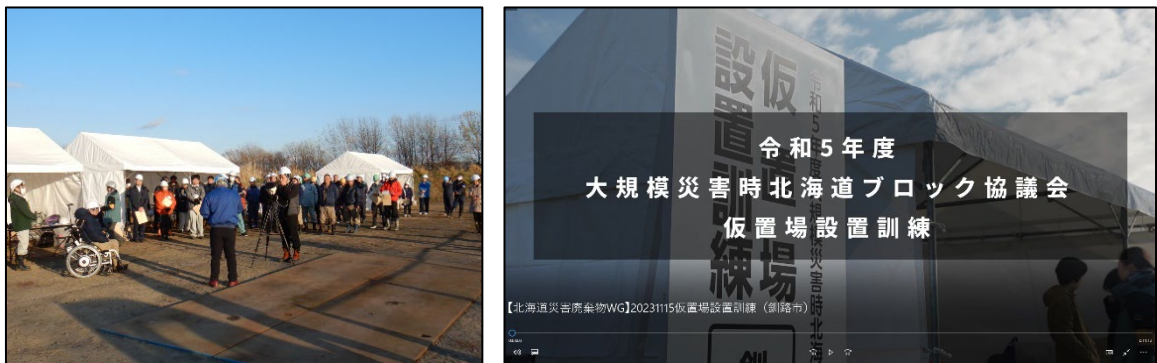 仮置場
設置訓練
令和5年度
大規模災害時北海道ブロック協議会
仮置場設置訓練
【北海道災害廃棄物WG】20231115仮置場設置訓練（釧路市）
釧